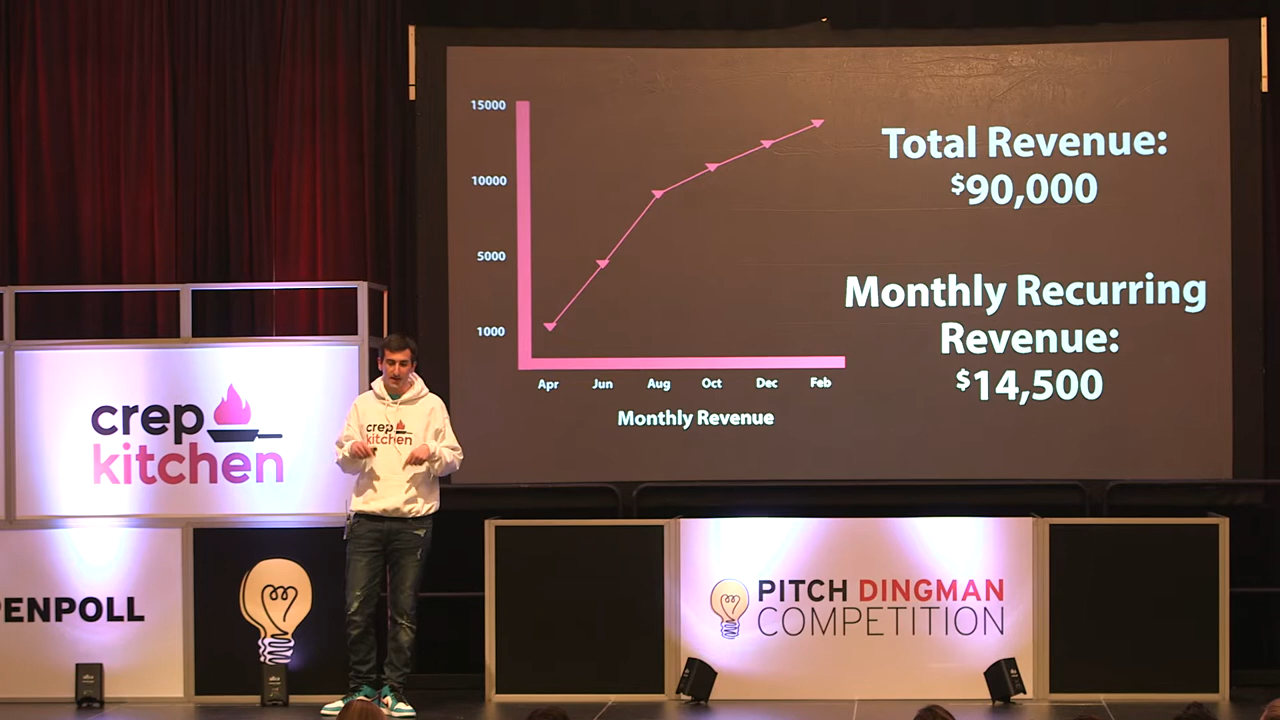 15000
10000
5000
1000
Apr Jun Aug Oct Dec Feb
Monthly Revenue
Total Revenue:
$90,000
Monthly Recurring
Revenue:
$14,500
crep
kitchen
crep
kitchen
ENPOLL
PITCH DINGMAN
COMPETITION